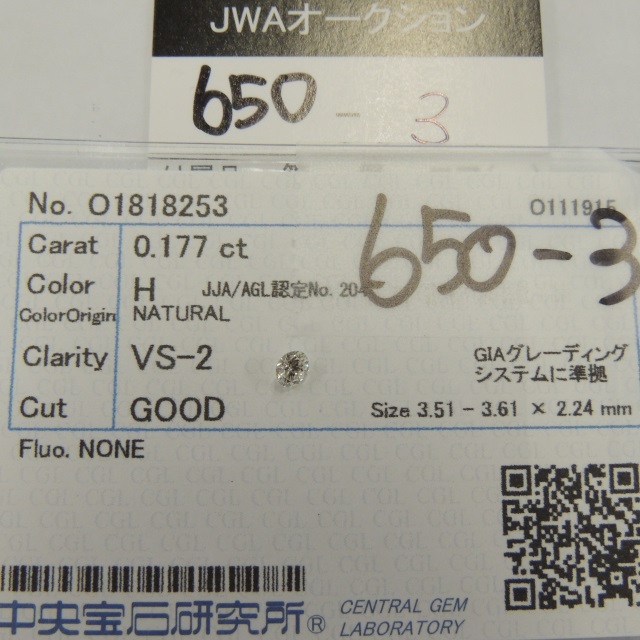 JWAオークション
650 - 3
No. O1818253
O111915
650-3
Carat 0.177 ct
Color H JJA/AGL認定No. 204
ColorOrigin NATURAL
Clarity VS-2
GIAグレーディング
システムに準拠
Cut GOOD
Size 3.51 - 3.61 × 2.24 mm
Fluo. NONE
中央宝石研究所® CENTRAL GEM
LABORATORY